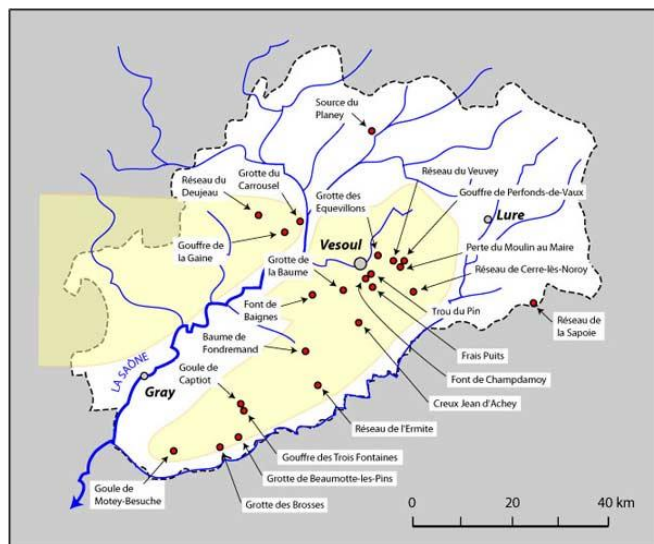 Source du
Planey
Réseau du
Deujeau
Grotte du
Carrousel
Grotte des
Equevillons
Réseau du Veuvey
Gouffre de Perfonds-de-Vaux
Lure
Gouffre
de la Gaine
Vesoul
Grotte de
la Baume
Perte du Moulin au Maire
Réseau de Cerre-lès-Noroy
Font de
Baignes
Trou du Pin
Réseau de
la Sapoie
Baume de
Fondremand
Frais Puits
LA SAÔNE
Goule de
Captiot
Font de Champdamoy
Gray
Creux Jean d'Achey
Réseau de l'Ermite
Gouffre des Trois Fontaines
Goule de
Motey-Besuche
Grotte de Beaumotte-les-Pins
Grotte des Brosses
0 20 40 km